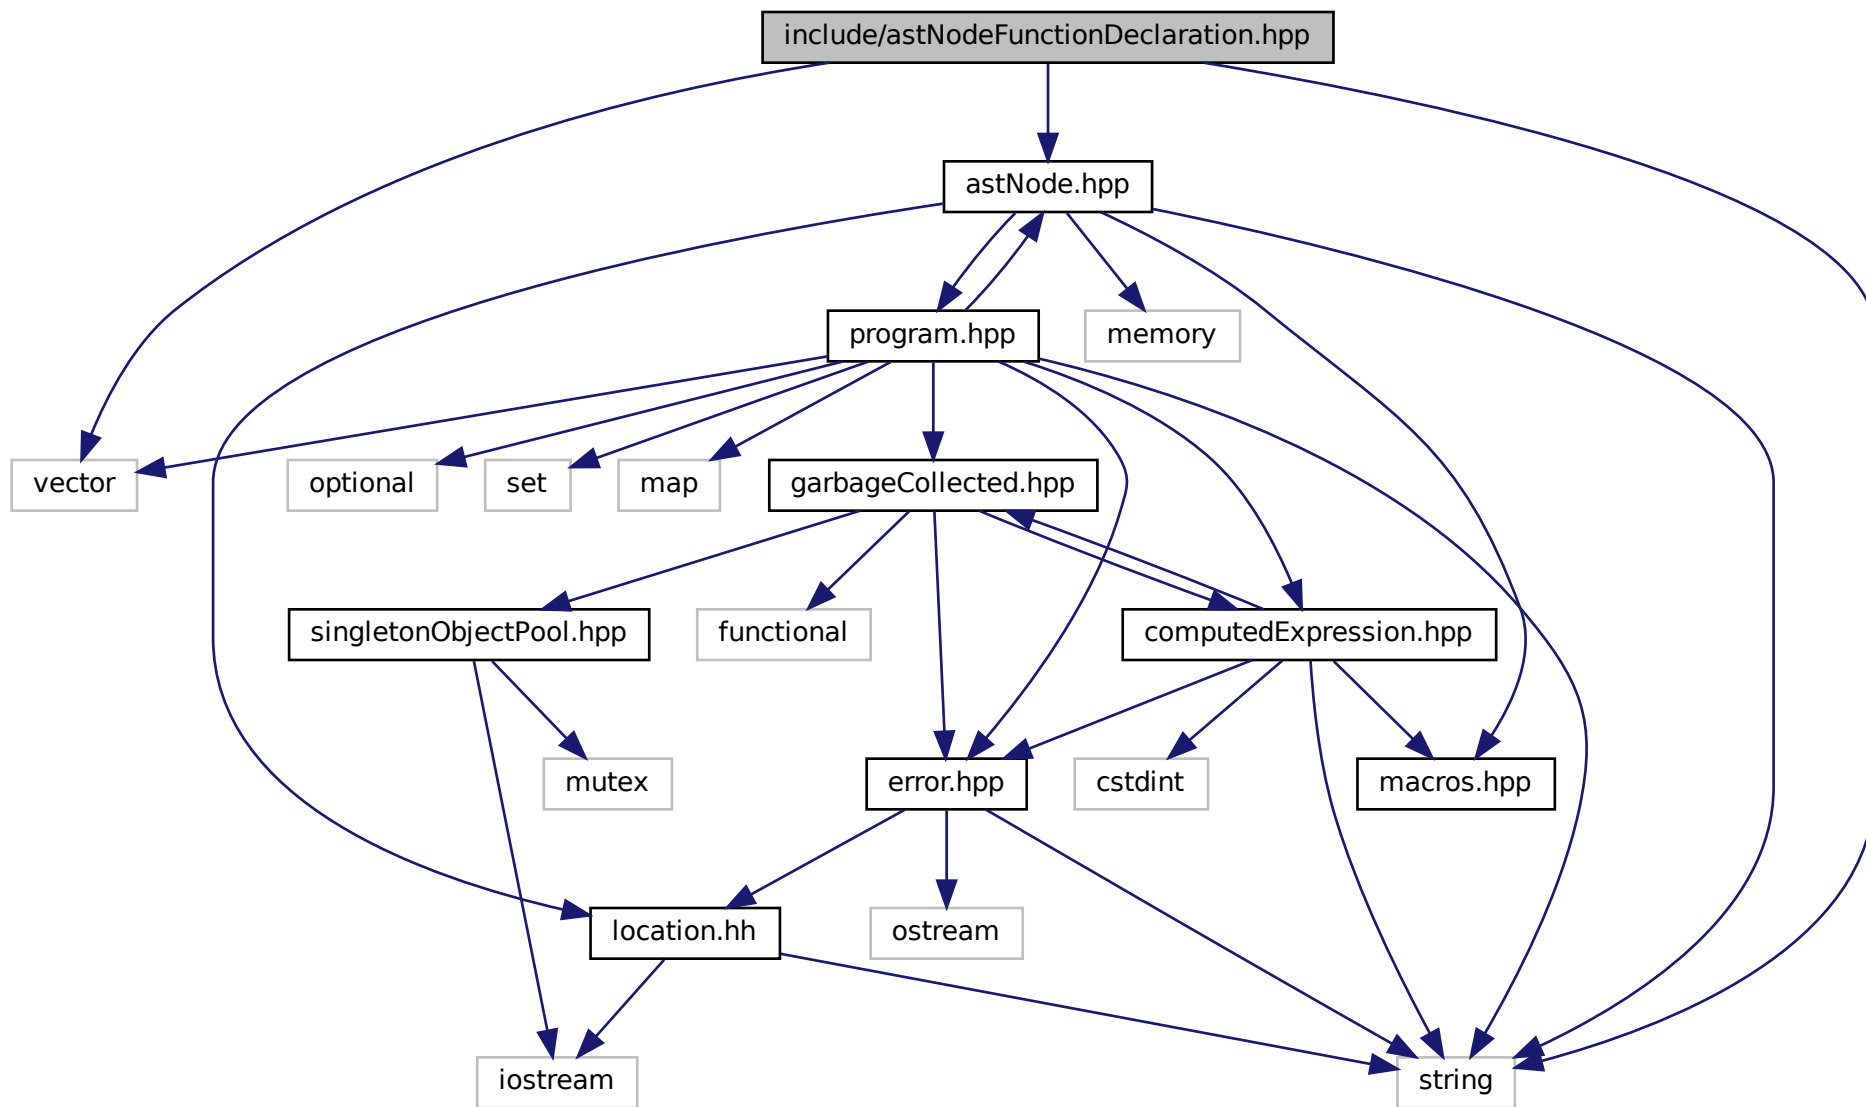 include/astNodeFunctionDeclaration.hpp
astNode.hpp
program.hpp
memory
vector
optional
set
map
garbageCollected.hpp
singletonObjectPool.hpp
functional
computedExpression.hpp
mutex
error.hpp
cstdint
macros.hpp
location.hh
ostream
iostream
string